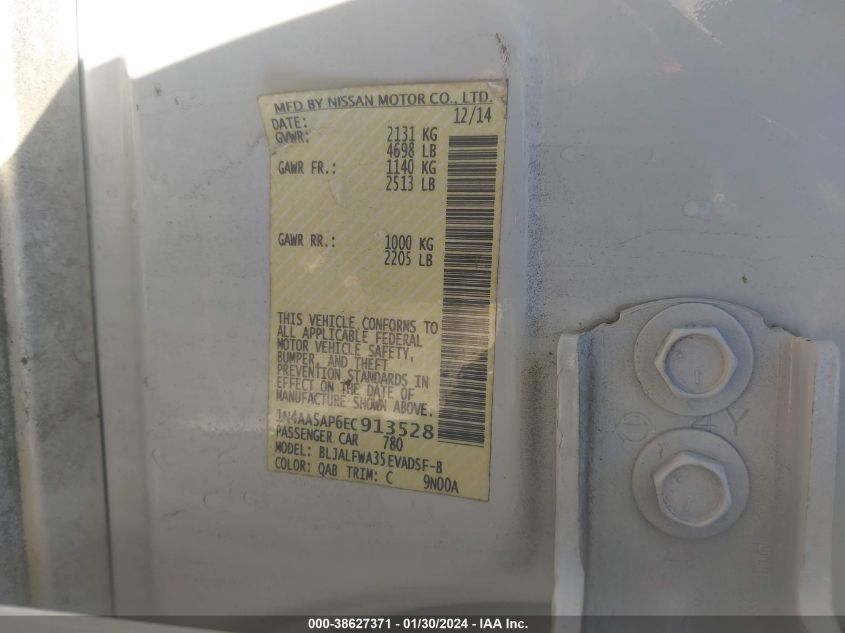 MFD BY NISSAN MOTOR CO., LTD.
DATE: 12/14
GVWR: 2131 KG
4698 LB
GAWR FR.: 1140 KG
2513 LB
GAWR RR.: 1000 KG
2205 LB
THIS VEHICLE CONFORMS TO
ALL APPLICABLE FEDERAL
MOTOR VEHICLE SAFETY,
BUMPER, AND THEFT
PREVENTION STANDARDS IN
EFFECT ON THE DATE OF
MANUFACTURE SHOWN ABOVE.
1N4AA5AP6EC913528
PASSENGER CAR 780
MODEL: BLJALFWA35EVADSF-B
COLOR: QAB TRIM: C 9N00A
4Y
000-38627371 - 01/30/2024 - IAA Inc.